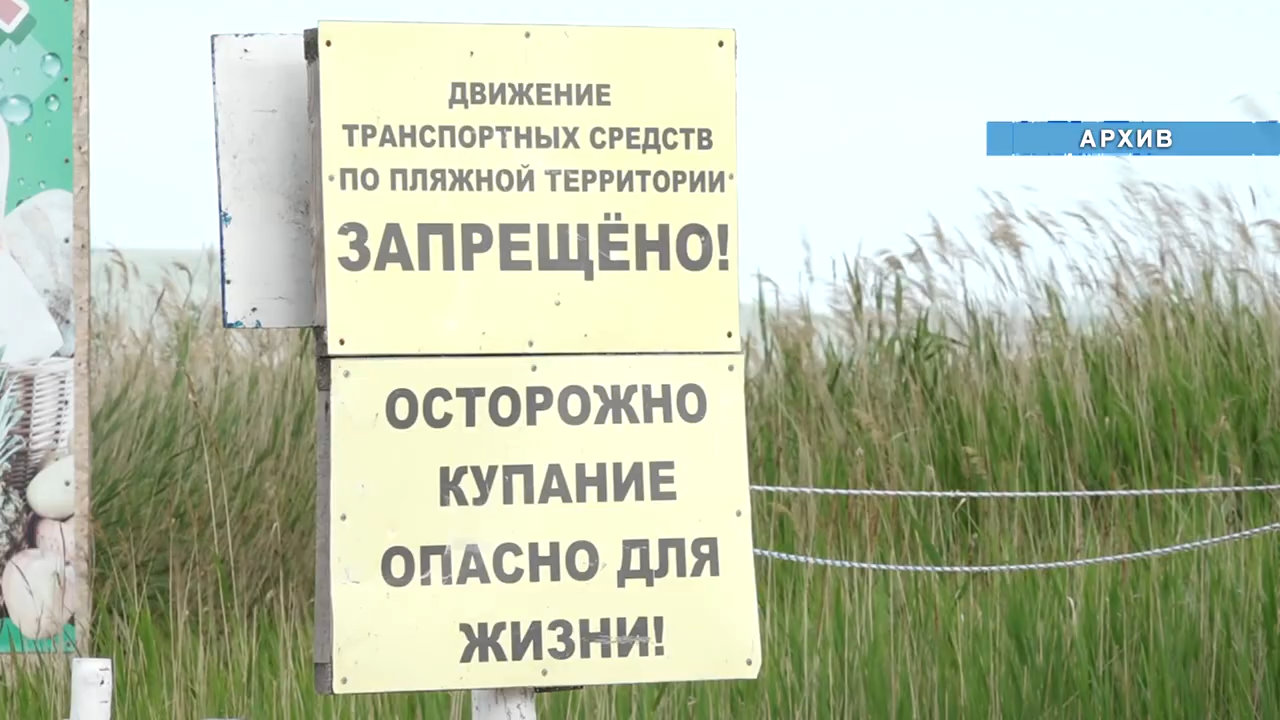 ДВИЖЕНИЕ
ТРАНСПОРТНЫХ СРЕДСТВ
ПО ПЛЯЖНОЙ ТЕРРИТОРИИ
ЗАПРЕЩЁНО!
ОСТОРОЖНО
КУПАНИЕ
ОПАСНО ДЛЯ
ЖИЗНИ!
АРХИВ